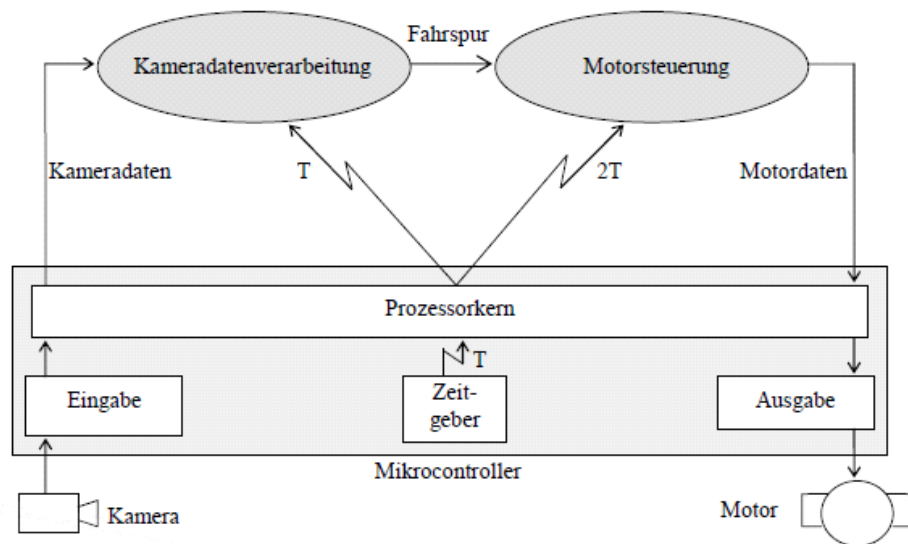 Fahrspur
Kameradatenverarbeitung
Motorsteuerung
Kameradaten
T
2T
Motordaten
Prozessorkern
T
Eingabe
Zeit-
geber
Ausgabe
Mikrocontroller
Kamera
Motor